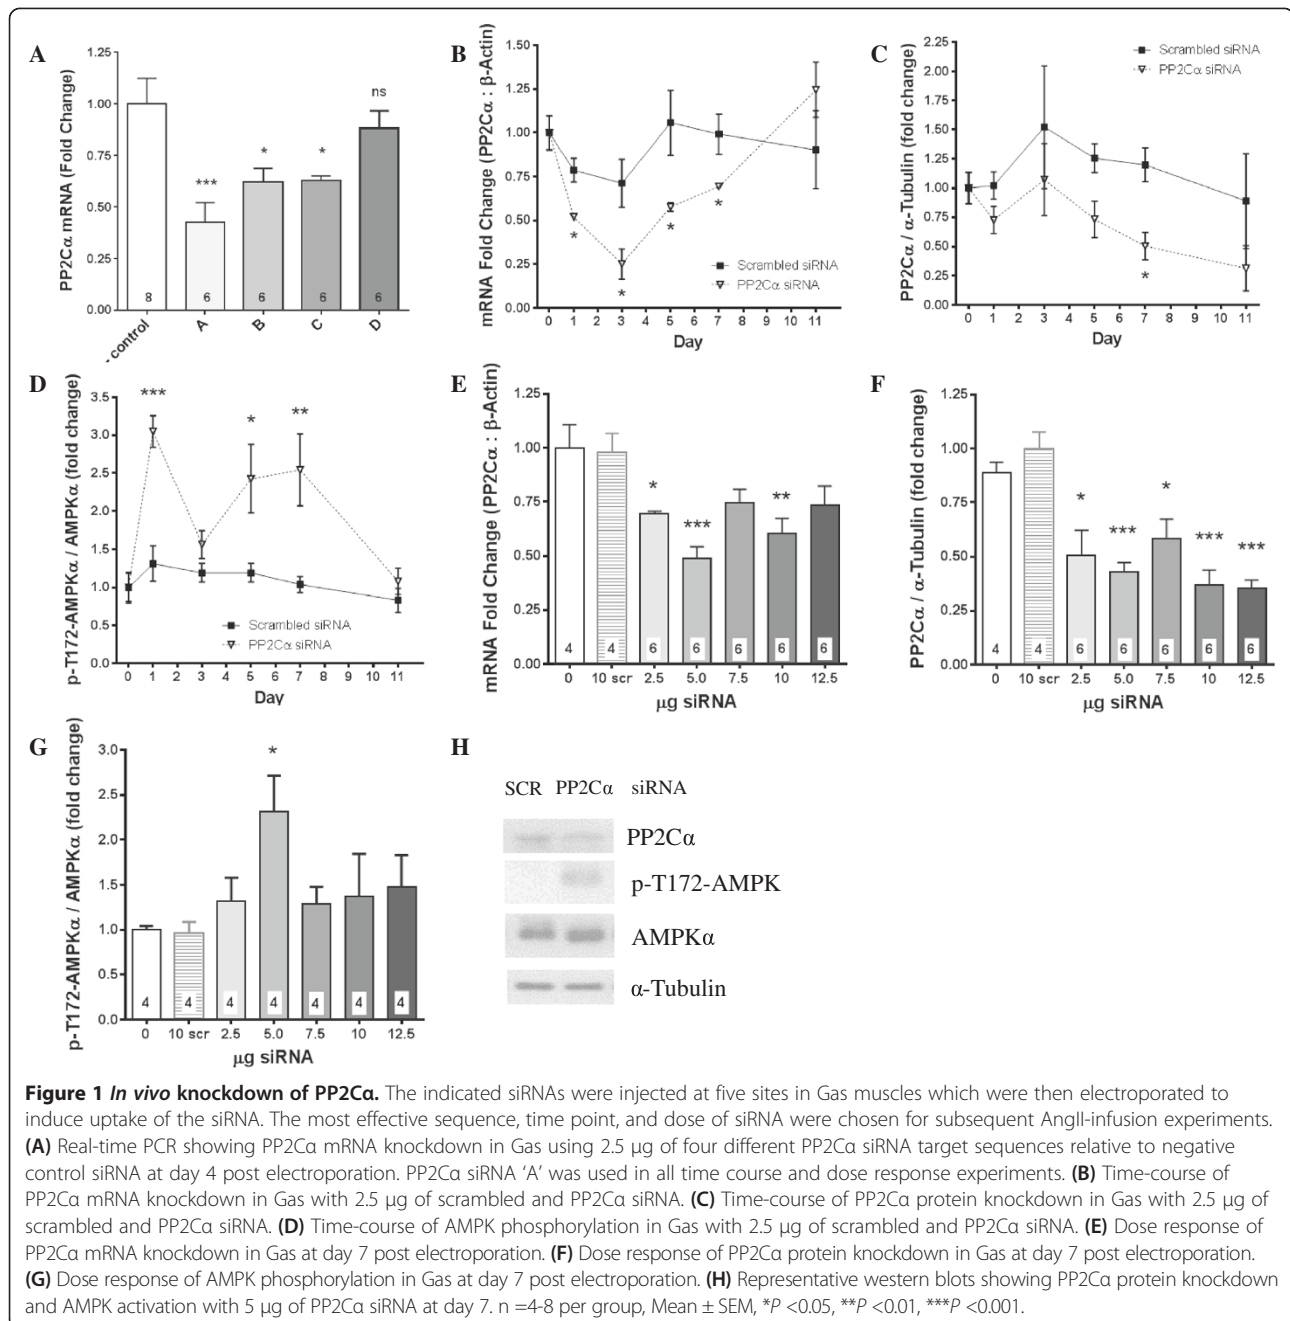 A
PP2Cα mRNA (Fold Change)
1.25
1.00
0.75
0.50
0.25
0.00
***
*
*
ns
8
6
6
6
6
- control
A
B
C
D
B
mRNA Fold Change (PP2Cα : β-Actin)
1.50
1.25
1.00
0.75
0.50
0.25
0.00
*
*
*
*
Scrambled siRNA
PP2Cα siRNA
0 1 2 3 4 5 6 7 8 9 10 11
Day
C
PP2Cα / α-Tubulin (fold change)
2.25
2.00
1.75
1.50
1.25
1.00
0.75
0.50
0.25
0.00
Scrambled siRNA
PP2Cα siRNA
*
0 1 2 3 4 5 6 7 8 9 10 11
Day
D
p-T172-AMPKα / AMPKα (fold change)
3.5
3.0
2.5
2.0
1.5
1.0
0.5
0.0
***
*
**
Scrambled siRNA
PP2Cα siRNA
0 1 2 3 4 5 6 7 8 9 10 11
Day
E
mRNA Fold Change (PP2Cα : β-Actin)
1.25
1.00
0.75
0.50
0.25
0.00
*
***
**
4 4 6 6 6 6 6
0 10 scr 2.5 5.0 7.5 10 12.5
μg siRNA
F
PP2Cα / α-Tubulin (fold change)
1.25
1.00
0.75
0.50
0.25
0.00
*
***
*
***
***
4 4 6 6 6 6 6
0 10 scr 2.5 5.0 7.5 10 12.5
μg siRNA
G
p-T172-AMPKα / AMPKα (fold change)
3.0
2.5
2.0
1.5
1.0
0.5
0.0
*
4 4 4 4 4 4 4
0 10 scr 2.5 5.0 7.5 10 12.5
μg siRNA
H
SCR PP2Cα siRNA
PP2Cα
p-T172-AMPK
AMPKα
α-Tubulin
Figure 1 In vivo knockdown of PP2Cα. The indicated siRNAs were injected at five sites in Gas muscles which were then electroporated to
induce uptake of the siRNA. The most effective sequence, time point, and dose of siRNA were chosen for subsequent AngII-infusion experiments.
(A) Real-time PCR showing PP2Cα mRNA knockdown in Gas using 2.5 μg of four different PP2Cα siRNA target sequences relative to negative
control siRNA at day 4 post electroporation. PP2Cα siRNA ‘A’ was used in all time course and dose response experiments. (B) Time-course of
PP2Cα mRNA knockdown in Gas with 2.5 μg of scrambled and PP2Cα siRNA. (C) Time-course of PP2Cα protein knockdown in Gas with 2.5 μg of
scrambled and PP2Cα siRNA. (D) Time-course of AMPK phosphorylation in Gas with 2.5 μg of scrambled and PP2Cα siRNA. (E) Dose response of
PP2Cα mRNA knockdown in Gas at day 7 post electroporation. (F) Dose response of PP2Cα protein knockdown in Gas at day 7 post electroporation.
(G) Dose response of AMPK phosphorylation in Gas at day 7 post electroporation. (H) Representative western blots showing PP2Cα protein knockdown
and AMPK activation with 5 μg of PP2Cα siRNA at day 7. n =4-8 per group, Mean ± SEM, *P <0.05, **P <0.01, ***P <0.001.